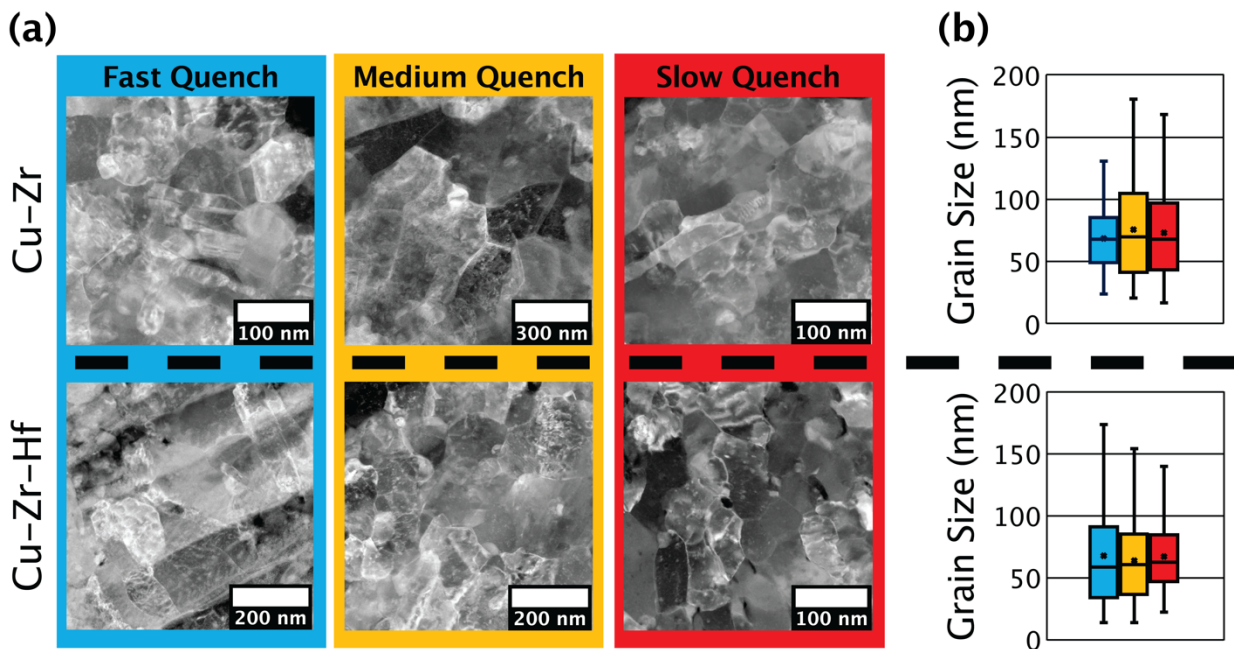 (a)
Fast Quench
Medium Quench
Slow Quench
Cu–Zr
100 nm
300 nm
100 nm
Cu–Zr–Hf
200 nm
200 nm
100 nm
(b)
Grain Size (nm)
200
150
100
50
0
Grain Size (nm)
200
150
100
50
0